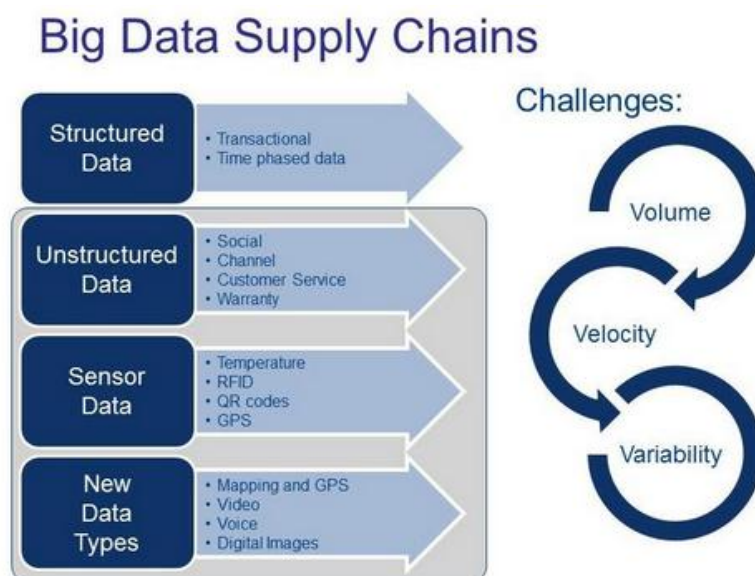 Big Data Supply Chains
Structured
Data
• Transactional
• Time phased data
Unstructured
Data
• Social
• Channel
• Customer Service
• Warranty
Sensor
Data
• Temperature
• RFID
• QR codes
• GPS
New
Data
Types
• Mapping and GPS
• Video
• Voice
• Digital Images
Challenges:
Volume
Velocity
Variability